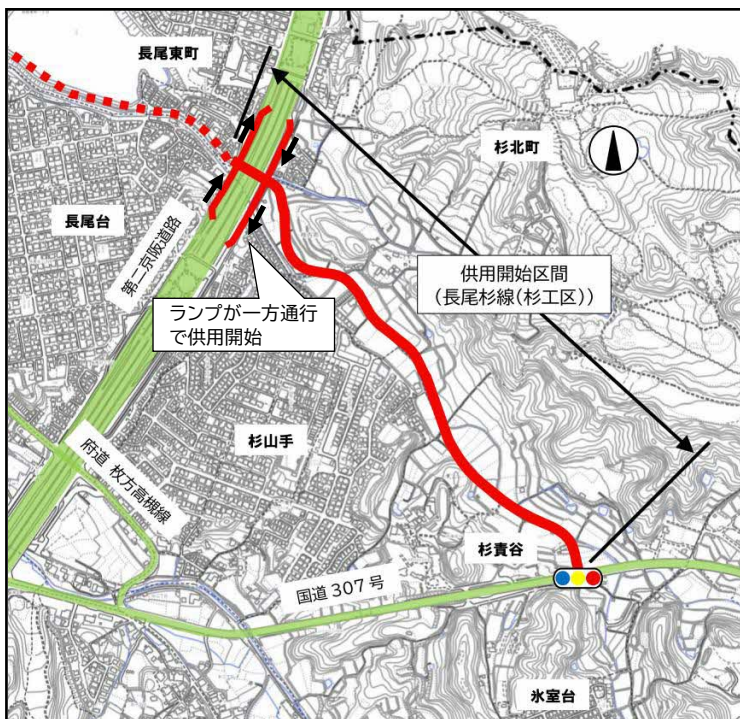 長尾東町
杉北町
長尾台
第二京阪道路
供用開始区間
(長尾杉線(杉工区))
ランプが一方通行
で供用開始
杉山手
府道 枚方高槻線
杉責谷
国道307号
氷室台